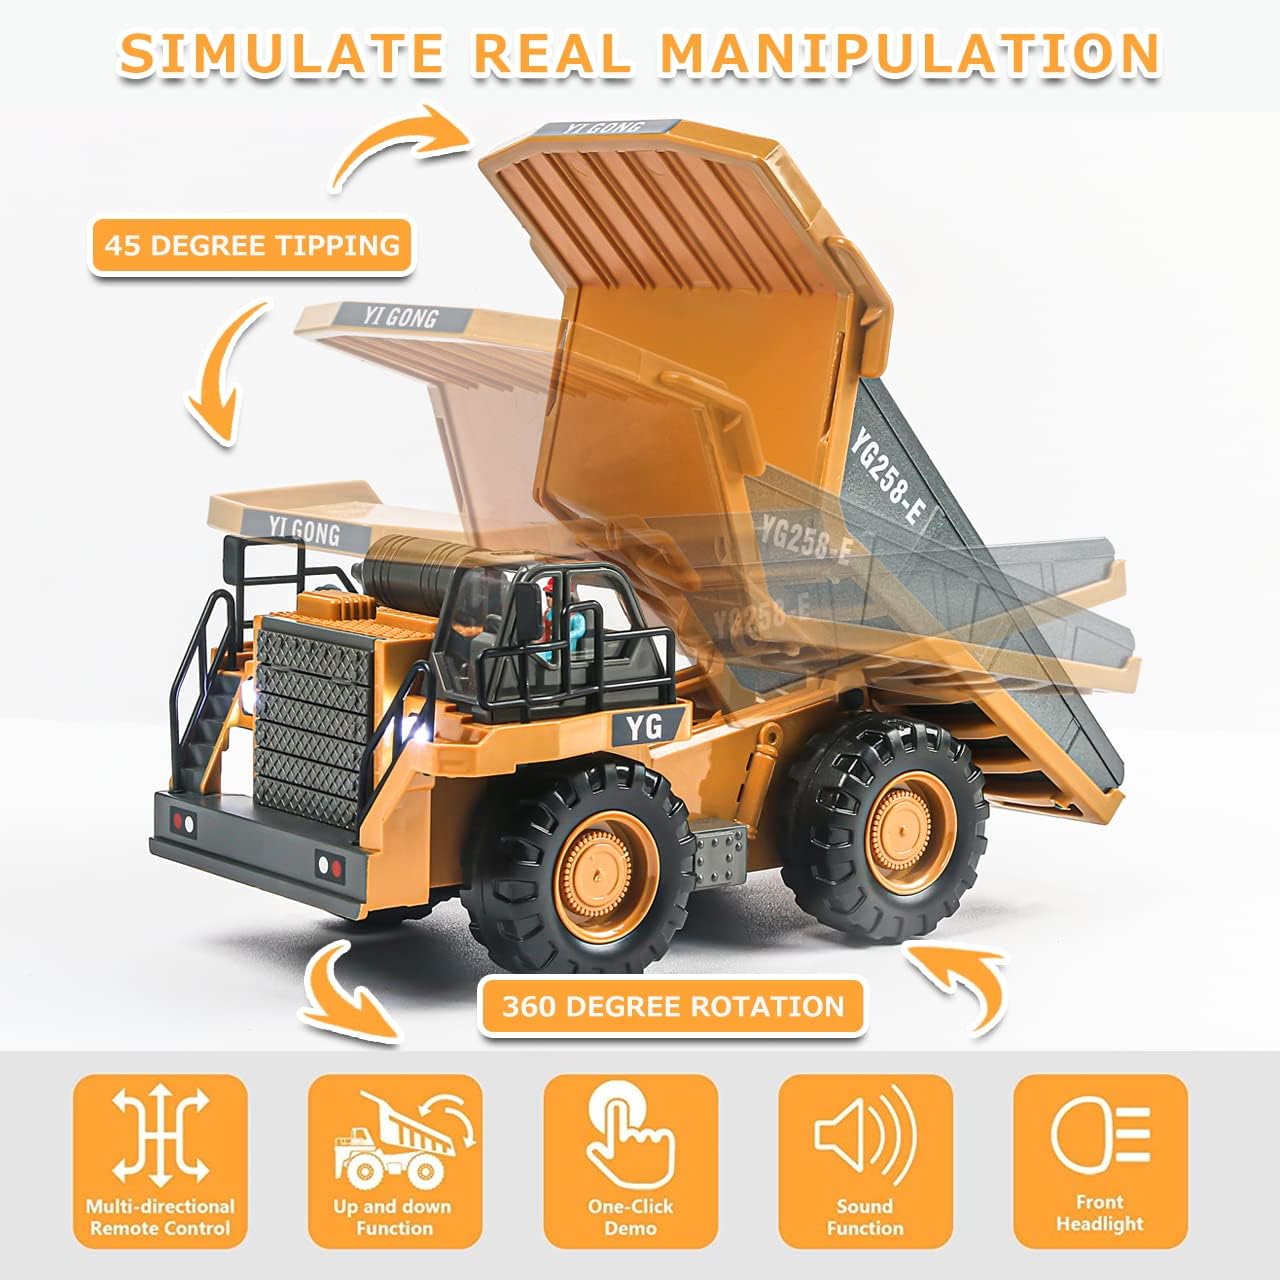 SIMULATE REAL MANIPULATION
YI GONG
45 DEGREE TIPPING
YI GONG
YG258-E
YI GONG
YG258-E
YG258-E
YG
360 DEGREE ROTATION
Multi-directional
Remote Control
Up and down
Function
One-Click
Demo
Sound
Function
Front
Headlight